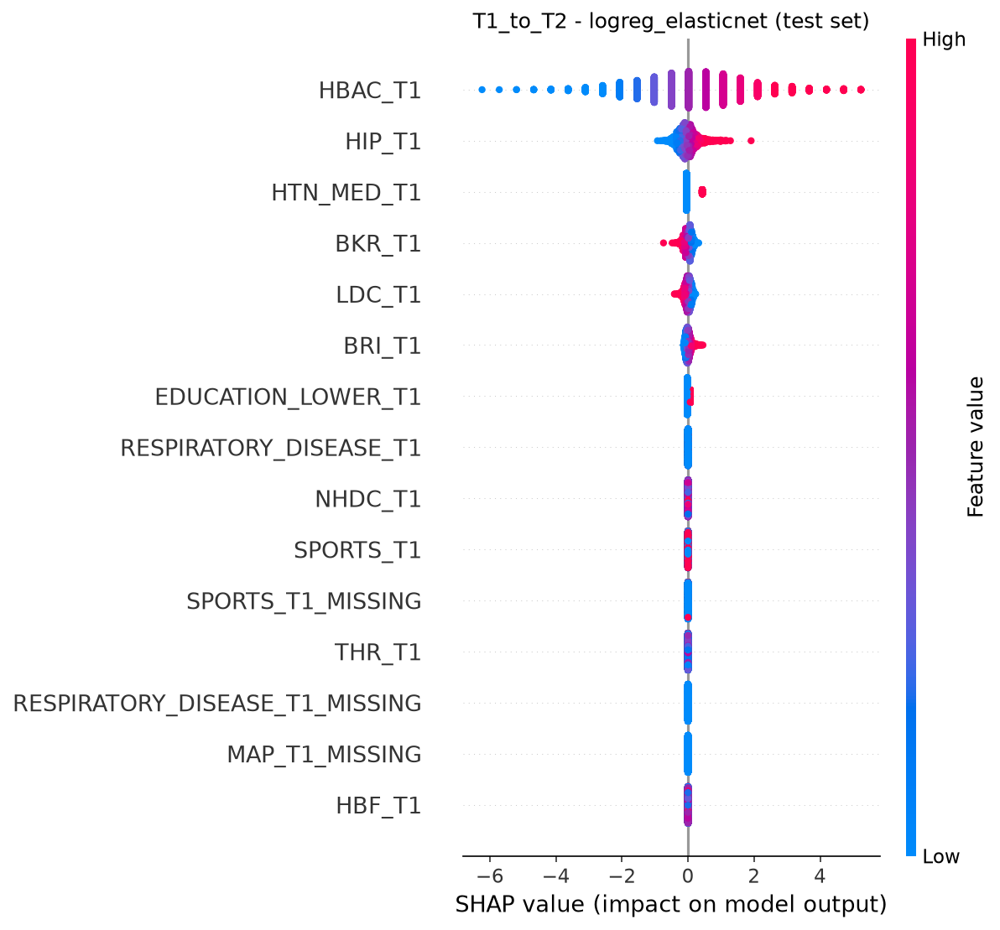 T1_to_T2 - logreg_elasticnet (test set)
High
HBAC_T1
HIP_T1
HTN_MED_T1
BKR_T1
LDC_T1
BRI_T1
EDUCATION_LOWER_T1
RESPIRATORY_DISEASE_T1
NHDC_T1
SPORTS_T1
SPORTS_T1_MISSING
THR_T1
RESPIRATORY_DISEASE_T1_MISSING
MAP_T1_MISSING
HBF_T1
Feature value
Low
−6 −4 −2 0 2 4
SHAP value (impact on model output)